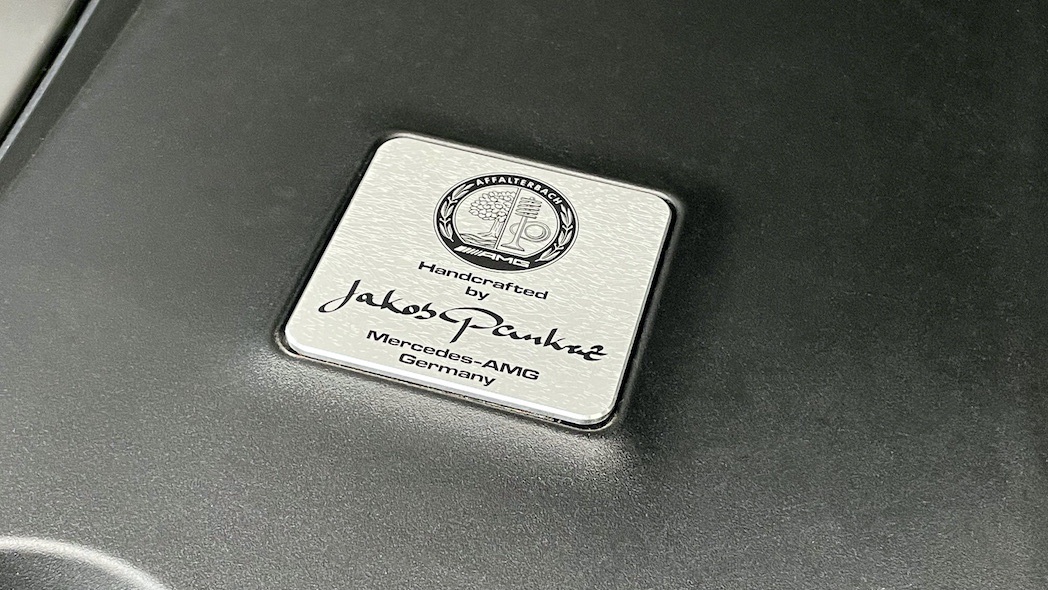 AFFALTERBACH
AMG
Handcrafted
by
Jakob Pankraz
Mercedes-AMG
Germany